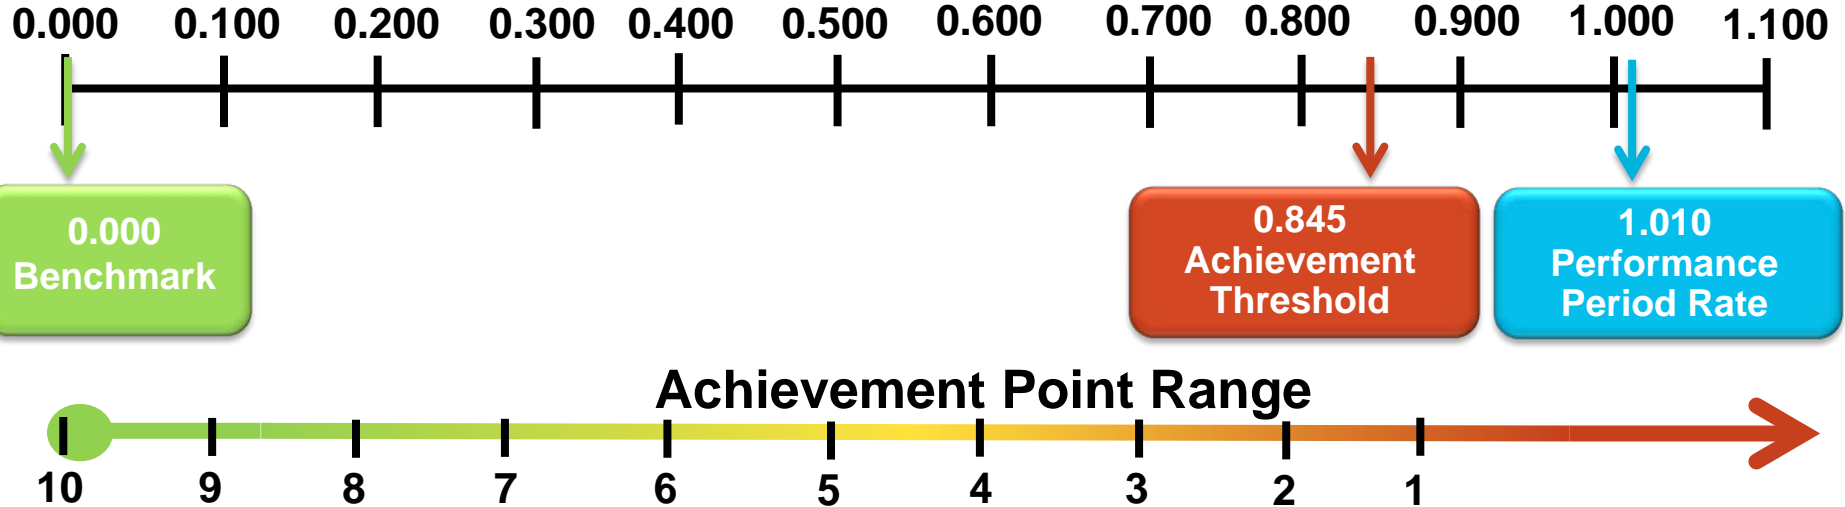 0.000 0.100 0.200 0.300 0.400 0.500 0.600 0.700 0.800 0.900 1.000 1.100
0.000
Benchmark
0.845
Achievement
Threshold
1.010
Performance
Period Rate
Achievement Point Range
10 9 8 7 6 5 4 3 2 1